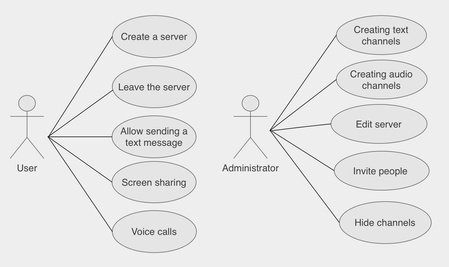 Create a server
Leave the server
Allow sending a
text message
Screen sharing
Voice calls
User
Creating text
channels
Creating audio
channels
Edit server
Invite people
Hide channels
Administrator